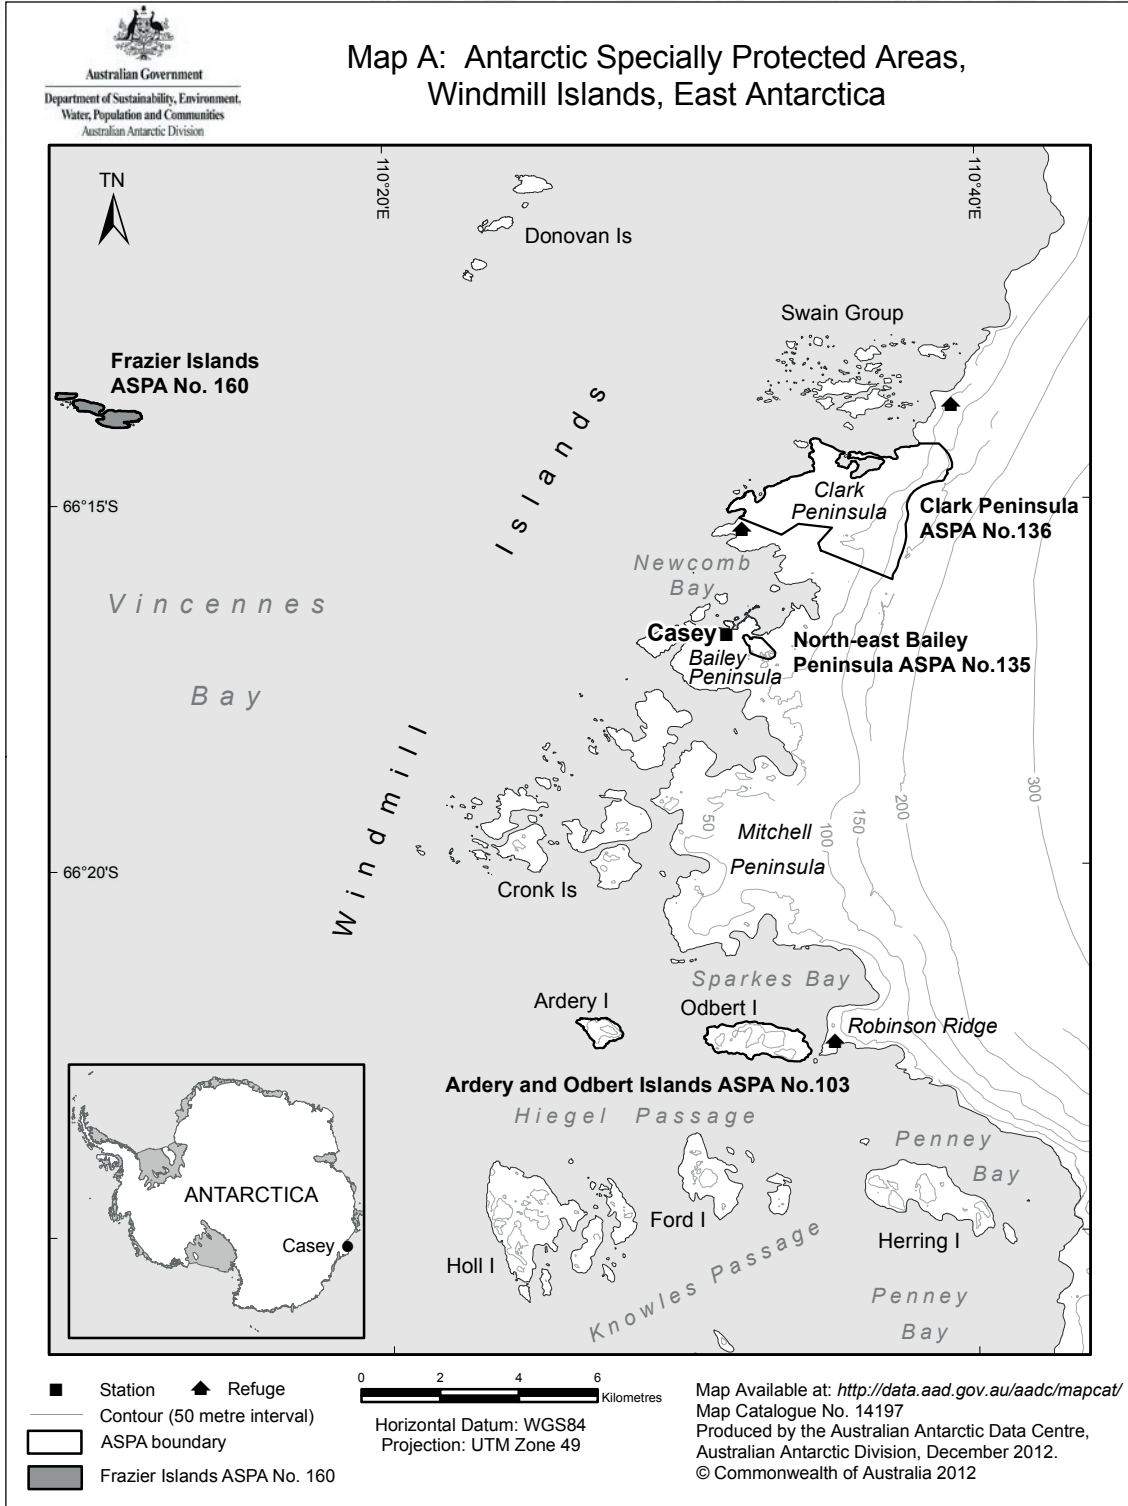 Australian Government
Department of Sustainability, Environment,
Water, Population and Communities
Australian Antarctic Division
Map A: Antarctic Specially Protected Areas,
Windmill Islands, East Antarctica
TN
110°20'E
110°40'E
Donovan Is
Swain Group
Frazier Islands
ASPA No. 160
66°15'S
Clark
Peninsula
Clark Peninsula
ASPA No.136
Newcomb
Bay
Vincennes
Bay
Casey
Bailey
Peninsula
North-east Bailey
Peninsula ASPA No.135
Windmill Islands
50
100
150
200
300
Mitchell
Peninsula
66°20'S
Cronk Is
Sparkes Bay
Ardery I
Odbert I
Robinson Ridge
Ardery and Odbert Islands ASPA No.103
Hiegel Passage
Penney
Bay
Ford I
Holl I
Herring I
Knowles Passage
Penney
Bay
ANTARCTICA
Casey
Station
Refuge
Contour (50 metre interval)
ASPA boundary
Frazier Islands ASPA No. 160
0 2 4 6
Kilometres
Horizontal Datum: WGS84
Projection: UTM Zone 49
Map Available at: http://data.aad.gov.au/aadc/mapcat/
Map Catalogue No. 14197
Produced by the Australian Antarctic Data Centre,
Australian Antarctic Division, December 2012.
© Commonwealth of Australia 2012